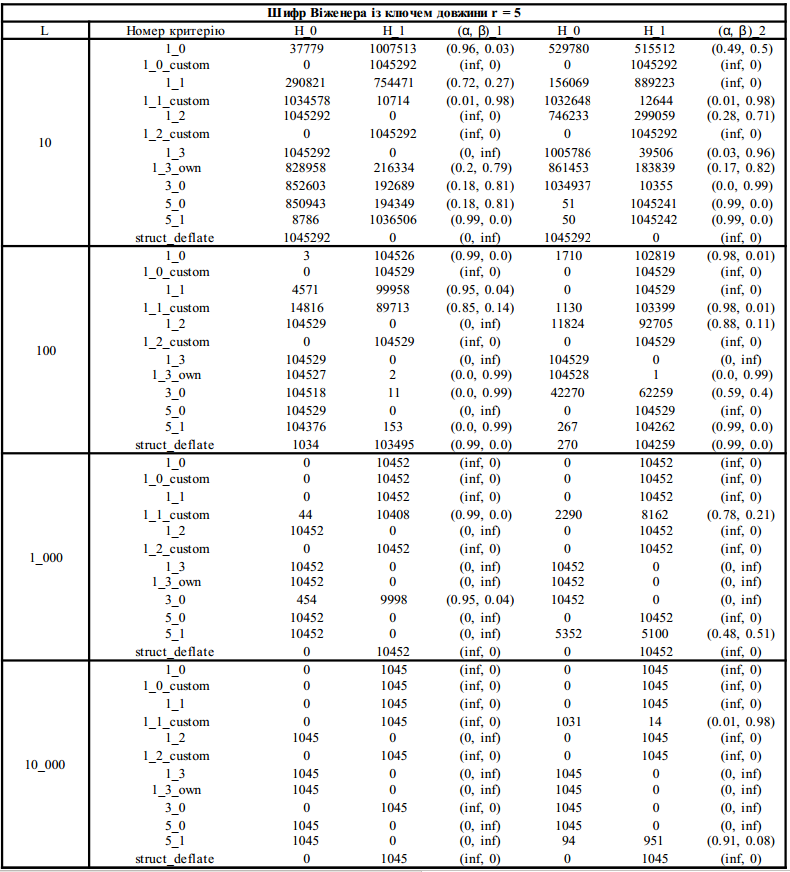 Шифр Віженера із ключем довжини r = 5
L Номер критерію H_0 H_1 (α, β)_1 H_0 H_1 (α, β)_2
10
1_0 37779 1007513 (0.96, 0.03) 529780 515512 (0.49, 0.5)
1_0_custom 0 1045292 (inf, 0) 0 1045292 (inf, 0)
1_1 290821 754471 (0.72, 0.27) 156069 889223 (inf, 0)
1_1_custom 1034578 10714 (0.01, 0.98) 1032648 12644 (0.01, 0.98)
1_2 1045292 0 (inf, 0) 746233 299059 (0.28, 0.71)
1_2_custom 0 1045292 (inf, 0) 0 1045292 (inf, 0)
1_3 1045292 0 (0, inf) 1005786 39506 (0.03, 0.96)
1_3_own 828958 216334 (0.2, 0.79) 861453 183839 (0.17, 0.82)
3_0 852603 192689 (0.18, 0.81) 1034937 10355 (0.0, 0.99)
5_0 850943 194349 (0.18, 0.81) 51 1045241 (0.99, 0.0)
5_1 8786 1036506 (0.99, 0.0) 50 1045242 (0.99, 0.0)
struct_deflate 1045292 0 (0, inf) 1045292 0 (inf, 0)
100
1_0 3 104526 (0.99, 0.0) 1710 102819 (0.98, 0.01)
1_0_custom 0 104529 (inf, 0) 0 104529 (inf, 0)
1_1 4571 99958 (0.95, 0.04) 0 104529 (inf, 0)
1_1_custom 14816 89713 (0.85, 0.14) 1130 103399 (0.98, 0.01)
1_2 104529 0 (0, inf) 11824 92705 (0.88, 0.11)
1_2_custom 0 104529 (inf, 0) 0 104529 (inf, 0)
1_3 104529 0 (0, inf) 104529 0 (0, inf)
1_3_own 104527 2 (0.0, 0.99) 104528 1 (0.0, 0.99)
3_0 104518 11 (0.0, 0.99) 42270 62259 (0.59, 0.4)
5_0 104529 0 (0, inf) 0 104529 (inf, 0)
5_1 104376 153 (0.0, 0.99) 267 104262 (0.99, 0.0)
struct_deflate 1034 103495 (0.99, 0.0) 270 104259 (0.99, 0.0)
1_000
1_0 0 10452 (inf, 0) 0 10452 (inf, 0)
1_0_custom 0 10452 (inf, 0) 0 10452 (inf, 0)
1_1 0 10452 (inf, 0) 0 10452 (inf, 0)
1_1_custom 44 10408 (0.99, 0.0) 2290 8162 (0.78, 0.21)
1_2 10452 0 (0, inf) 0 10452 (inf, 0)
1_2_custom 0 10452 (inf, 0) 0 10452 (inf, 0)
1_3 10452 0 (0, inf) 10452 0 (0, inf)
1_3_own 10452 0 (0, inf) 10452 0 (0, inf)
3_0 454 9998 (0.95, 0.04) 10452 0 (0, inf)
5_0 10452 0 (0, inf) 0 10452 (inf, 0)
5_1 10452 0 (0, inf) 5352 5100 (0.48, 0.51)
struct_deflate 0 10452 (inf, 0) 0 10452 (inf, 0)
10_000
1_0 0 1045 (inf, 0) 0 1045 (inf, 0)
1_0_custom 0 1045 (inf, 0) 0 1045 (inf, 0)
1_1 0 1045 (inf, 0) 0 1045 (inf, 0)
1_1_custom 0 1045 (inf, 0) 1031 14 (0.01, 0.98)
1_2 1045 0 (0, inf) 0 1045 (inf, 0)
1_2_custom 0 1045 (inf, 0) 0 1045 (inf, 0)
1_3 1045 0 (0, inf) 1045 0 (0, inf)
1_3_own 1045 0 (0, inf) 1045 0 (0, inf)
3_0 0 1045 (inf, 0) 1045 0 (0, inf)
5_0 1045 0 (0, inf) 1045 0 (0, inf)
5_1 1045 0 (0, inf) 94 951 (0.91, 0.08)
struct_deflate 0 1045 (inf, 0) 0 1045 (inf, 0)